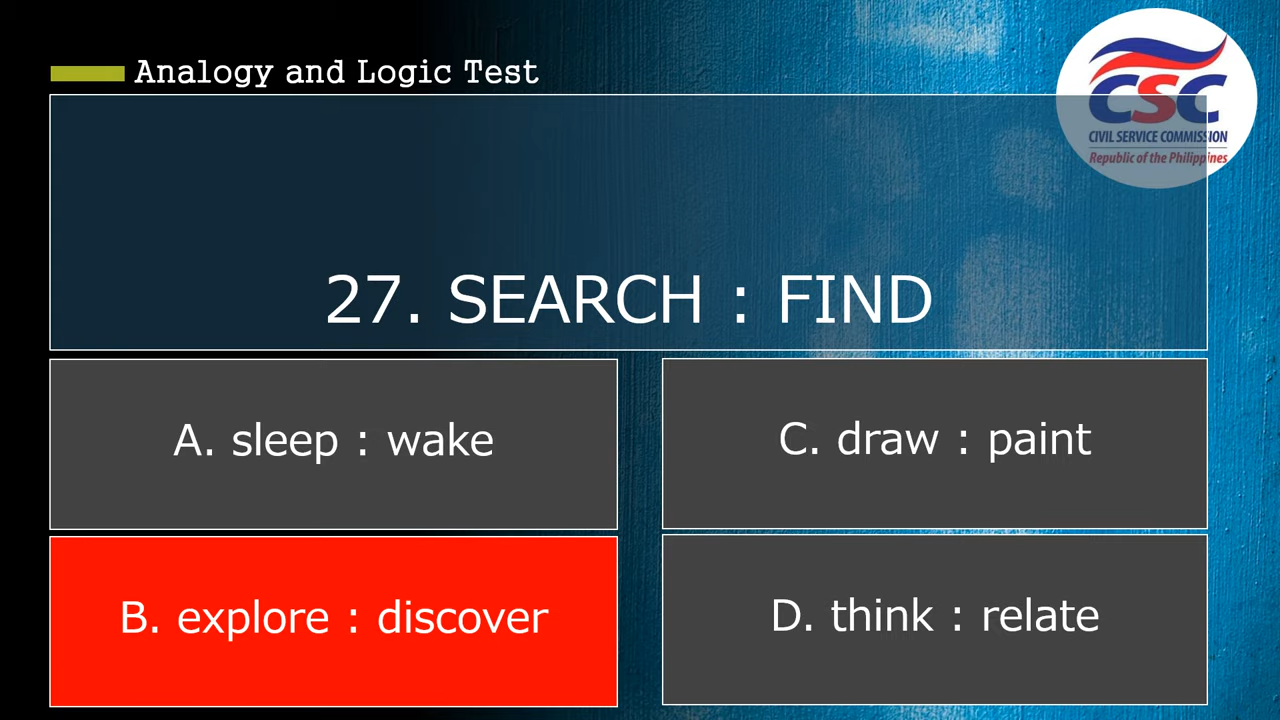 Analogy and Logic Test
CSC
CIVIL SERVICE COMMISSION
Republic of the Philippines
27. SEARCH : FIND
A. sleep : wake
C. draw : paint
B. explore : discover
D. think : relate